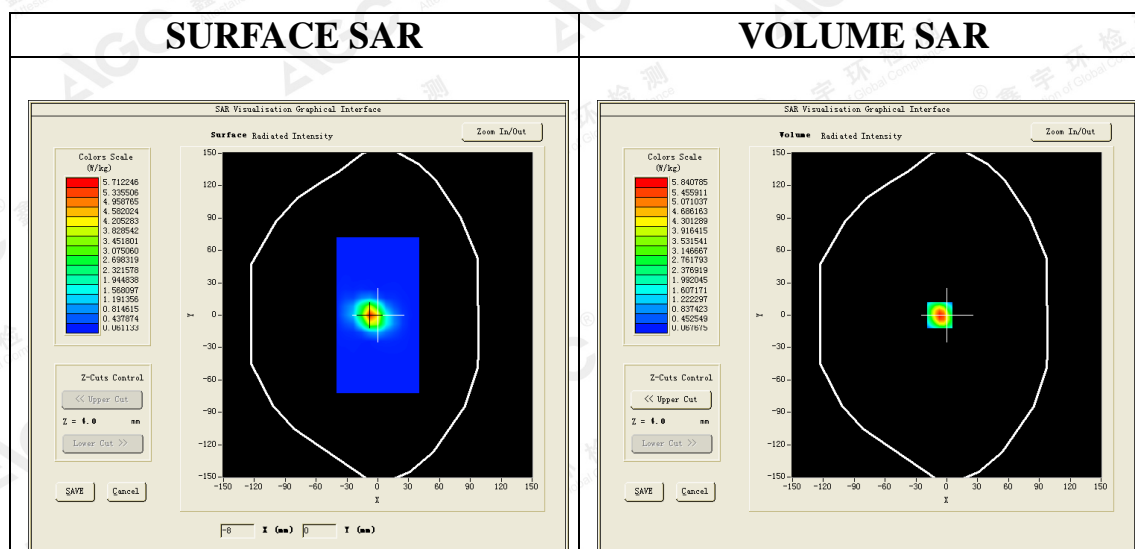 SURFACE SAR
SAR Visualisation Graphical Interface
Surface Radiated Intensity
Zoom In/Out
Colors Scale
(W/kg)
5.712246
5.335506
4.958765
4.582024
4.205283
3.828542
3.451801
3.075060
2.698319
2.321578
1.944838
1.568097
1.191356
0.814615
0.437874
0.061133
150
120
90
60
30
0
-30
-60
-90
-120
-150
Y
-150 -120 -90 -60 -30 0 30 60 90 120 150
X
Z-Cuts Control
<< Upper Cut
Z = 4.0 mm
Lower Cut >>
SAVE Cancel
-8 X (mm) 0 Y (mm)
VOLUME SAR
SAR Visualisation Graphical Interface
Volume Radiated Intensity
Zoom In/Out
Colors Scale
(W/kg)
5.840785
5.455911
5.071037
4.686163
4.301289
3.916415
3.531541
3.146667
2.761793
2.376919
1.992045
1.607171
1.222297
0.837423
0.452549
0.067675
150
120
90
60
30
0
-30
-60
-90
-120
-150
Y
-150 -120 -90 -60 -30 0 30 60 90 120 150
X
Z-Cuts Control
<< Upper Cut
Z = 4.0 mm
Lower Cut >>
SAVE Cancel